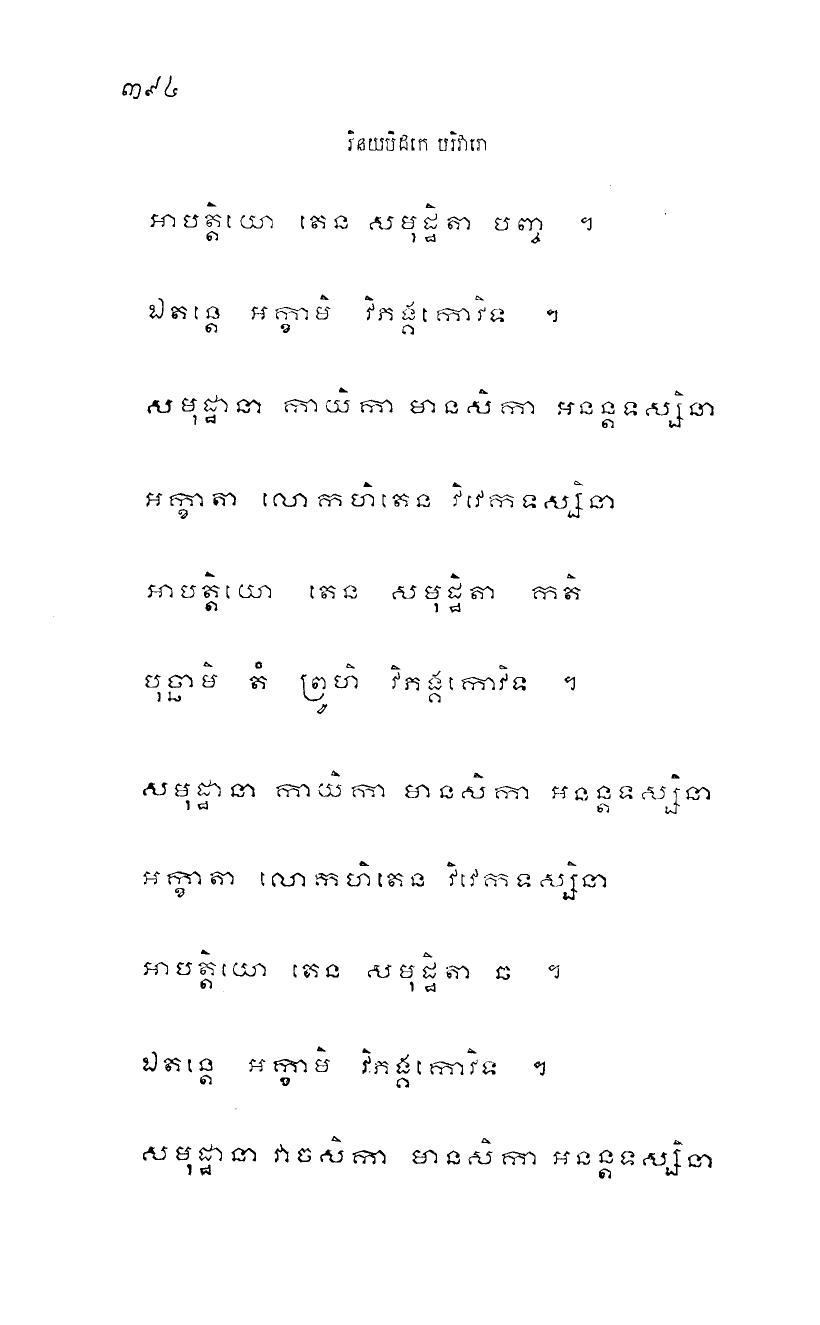 ៣៩៤
វិនយបិដកេ បរិវារោ
អាបត្តិយោ តេន សមុដ្ឋិតា បញ្ច ។
ឯតន្តេ អក្ខាមិ វិភង្គកោវិទ ។
សមុដ្ឋានា កាយិកា មានសិកា អនន្តទស្សិនា
អក្ខាតា លោកហិតេន វិវេកទស្សិនា
អាបត្តិយោ តេន សមុដ្ឋិតា កតិ
បុច្ឆាមិ តំ ព្រូហិ វិភង្គកោវិទ ។
សមុដ្ឋានា កាយិកា មានសិកា អនន្តទស្សិនា
អក្ខាតា លោកហិតេន វិវេកទស្សិនា
អាបត្តិយោ តេន សមុដ្ឋិតា ឆ ។
ឯតន្តេ អក្ខាមិ វិភង្គកោវិទ ។
សមុដ្ឋានា វាចសិកា មានសិកា អនន្តទស្សិនា